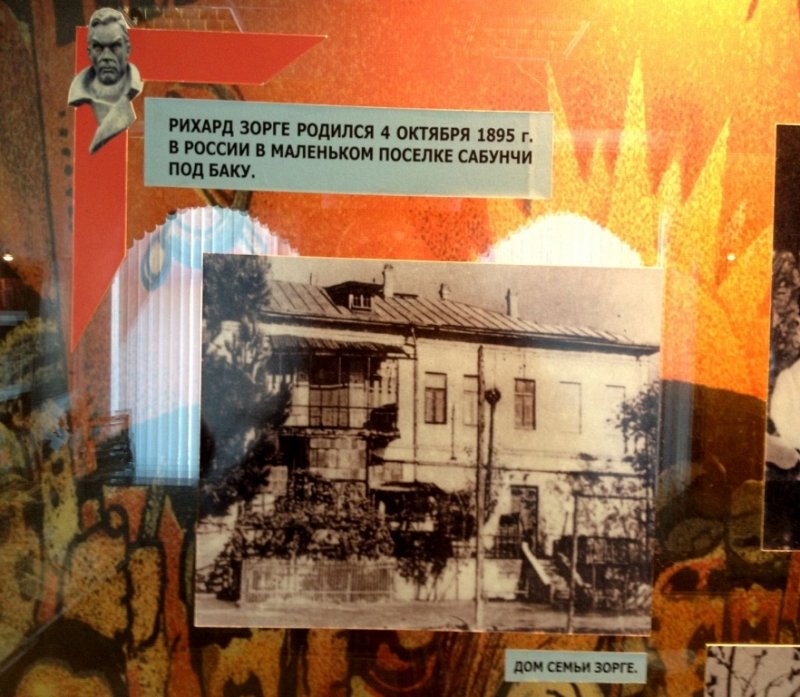 РИХАРД ЗОРГЕ РОДИЛСЯ 4 ОКТЯБРЯ 1895 г.
В РОССИИ В МАЛЕНЬКОМ ПОСЕЛКЕ САБУНЧИ
ПОД БАКУ.
ДОМ СЕМЬИ ЗОРГЕ.